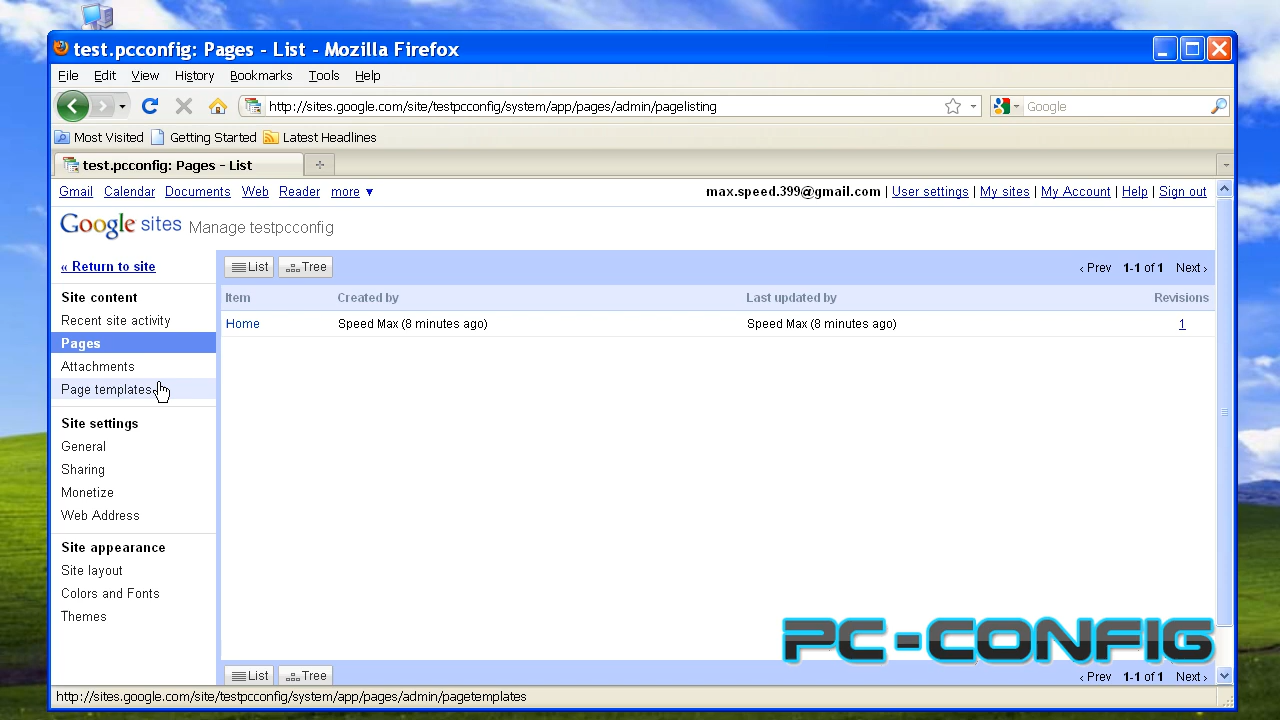 test.pcconfig: Pages - List - Mozilla Firefox
File Edit View History Bookmarks Tools Help
http://sites.google.com/site/testpcconfig/system/app/pages/admin/pagelisting Google
Most Visited Getting Started Latest Headlines
test.pcconfig: Pages - List
Gmail Calendar Documents Web Reader more ▼ max.speed.399@gmail.com | User settings | My sites | My Account | Help | Sign out
Google sites Manage testpcconfig
« Return to site List Tree ‹ Prev 1-1 of 1 Next ›
Site content Item Created by Last updated by Revisions
Recent site activity Home Speed Max (8 minutes ago) Speed Max (8 minutes ago) 1
Pages
Attachments
Page templates
Site settings
General
Sharing
Monetize
Web Address
Site appearance
Site layout
Colors and Fonts
Themes
PC-CONFIG
List Tree ‹ Prev 1-1 of 1 Next ›
http://sites.google.com/site/testpcconfig/system/app/pages/admin/pagetemplates